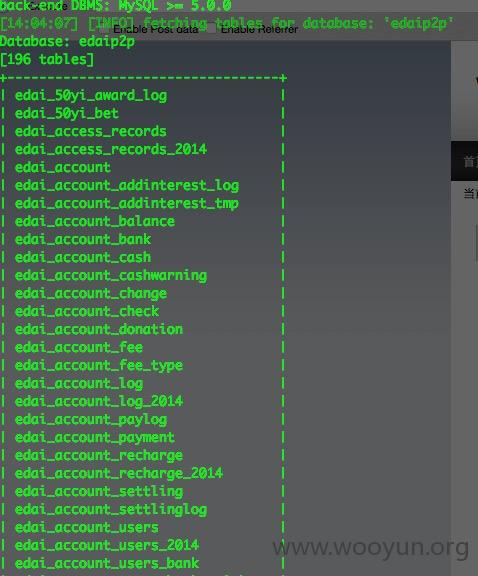 back-end DBMS: MySQL >= 5.0.0
[14:04:07] [INFO] fetching tables for database: 'edaip2p'
Enable Post data Enable Referrer
Database: edaip2p
[196 tables]
+----------------------------------+
| edai_50yi_award_log |
| edai_50yi_bet |
| edai_access_records |
| edai_access_records_2014 |
| edai_account |
| edai_account_addinterest_log |
| edai_account_addinterest_tmp |
| edai_account_balance |
| edai_account_bank |
| edai_account_cash |
| edai_account_cashwarning |
| edai_account_change |
| edai_account_check |
| edai_account_donation |
| edai_account_fee |
| edai_account_fee_type |
| edai_account_log |
| edai_account_log_2014 |
| edai_account_paylog |
| edai_account_payment |
| edai_account_recharge |
| edai_account_recharge_2014 |
| edai_account_settling |
| edai_account_settlinglog |
| edai_account_users |
| edai_account_users_2014 |
| edai_account_users_bank |
首
当
www.wooyun.org